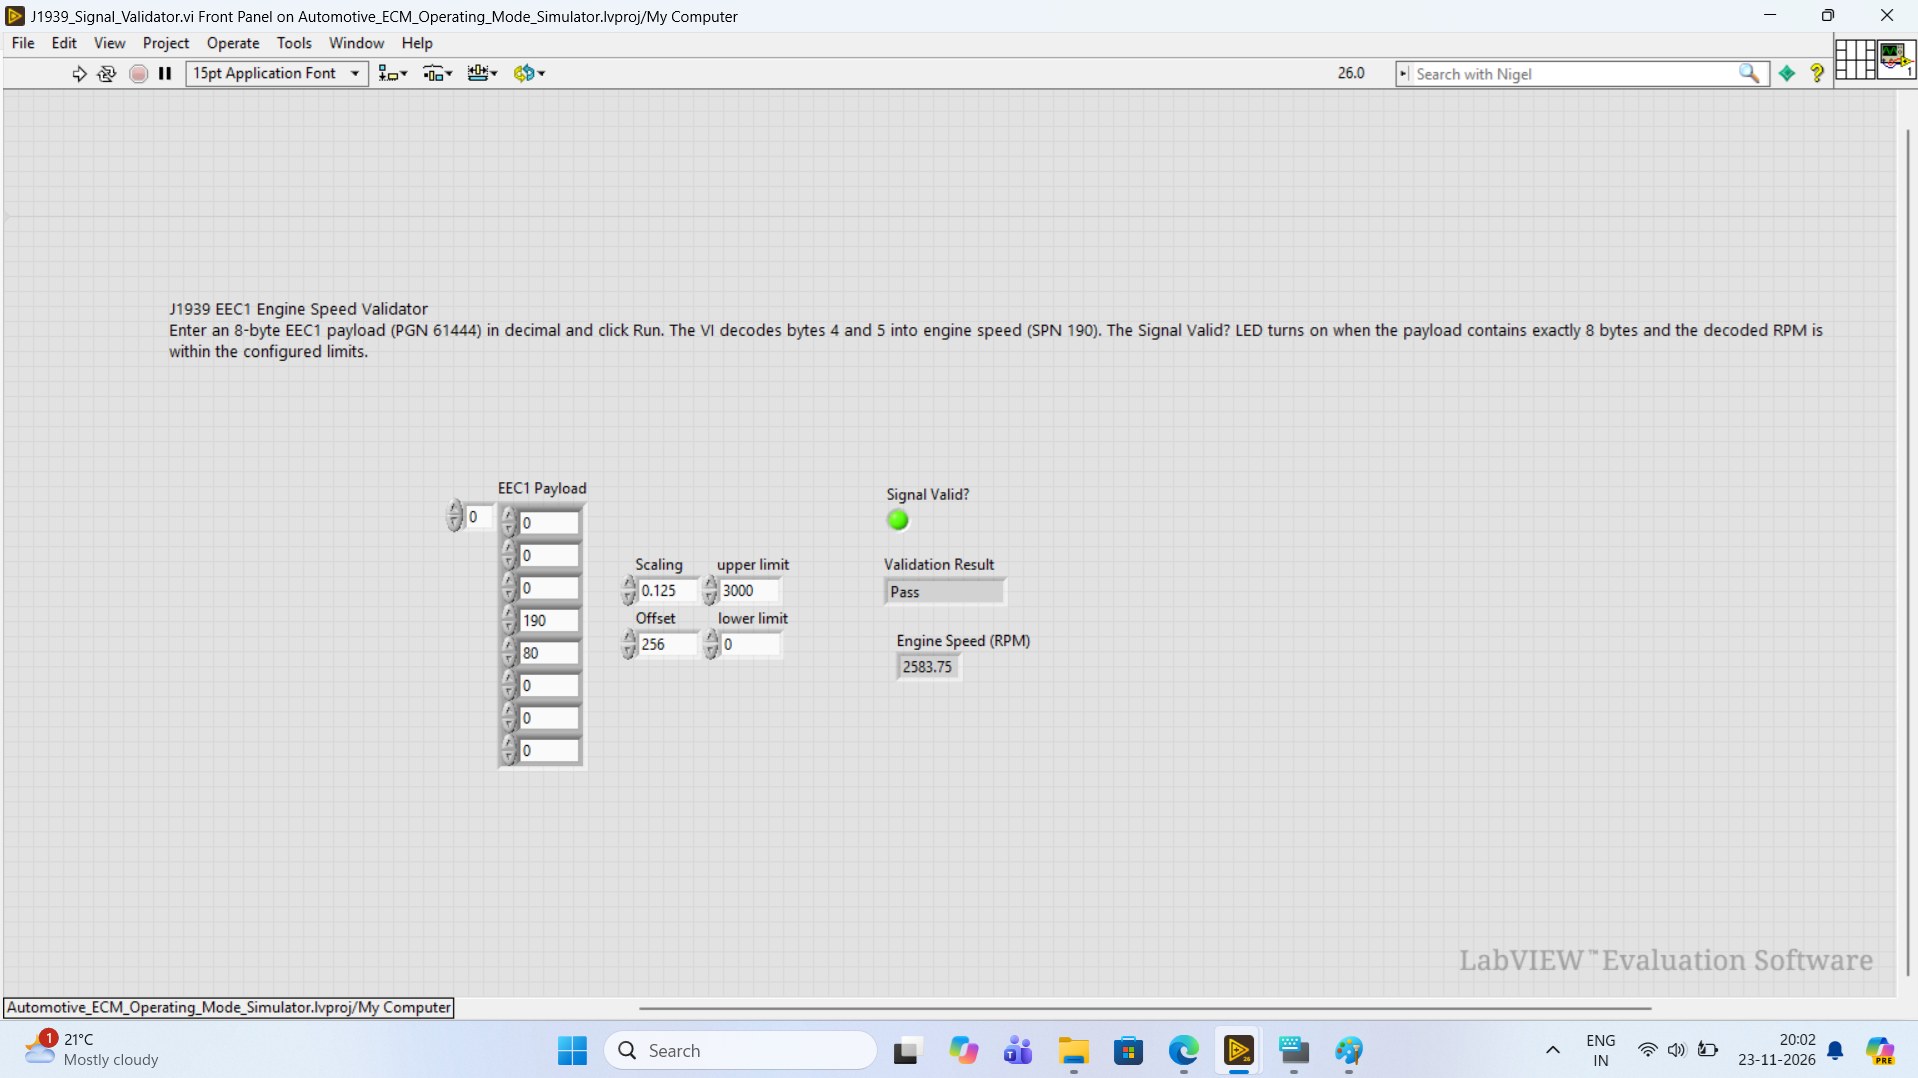 J1939_Signal_Validator.vi Front Panel on Automotive_ECM_Operating_Mode_Simulator.lvproj/My Computer
File Edit View Project Operate Tools Window Help
15pt Application Font
26.0
Search with Nigel
1
J1939 EEC1 Engine Speed Validator
Enter an 8-byte EEC1 payload (PGN 61444) in decimal and click Run. The VI decodes bytes 4 and 5 into engine speed (SPN 190). The Signal Valid? LED turns on when the payload contains exactly 8 bytes and the decoded RPM is
within the configured limits.
EEC1 Payload
0
0
0
0
190
80
0
0
0
Scaling upper limit
0.125 3000
Offset lower limit
256 0
Signal Valid?
Validation Result
Pass
Engine Speed (RPM)
2583.75
LabVIEW™ Evaluation Software
Automotive_ECM_Operating_Mode_Simulator.lvproj/My Computer
1
21°C
Mostly cloudy
Search
T
26
ENG
IN
20:02
23-11-2026
PRE